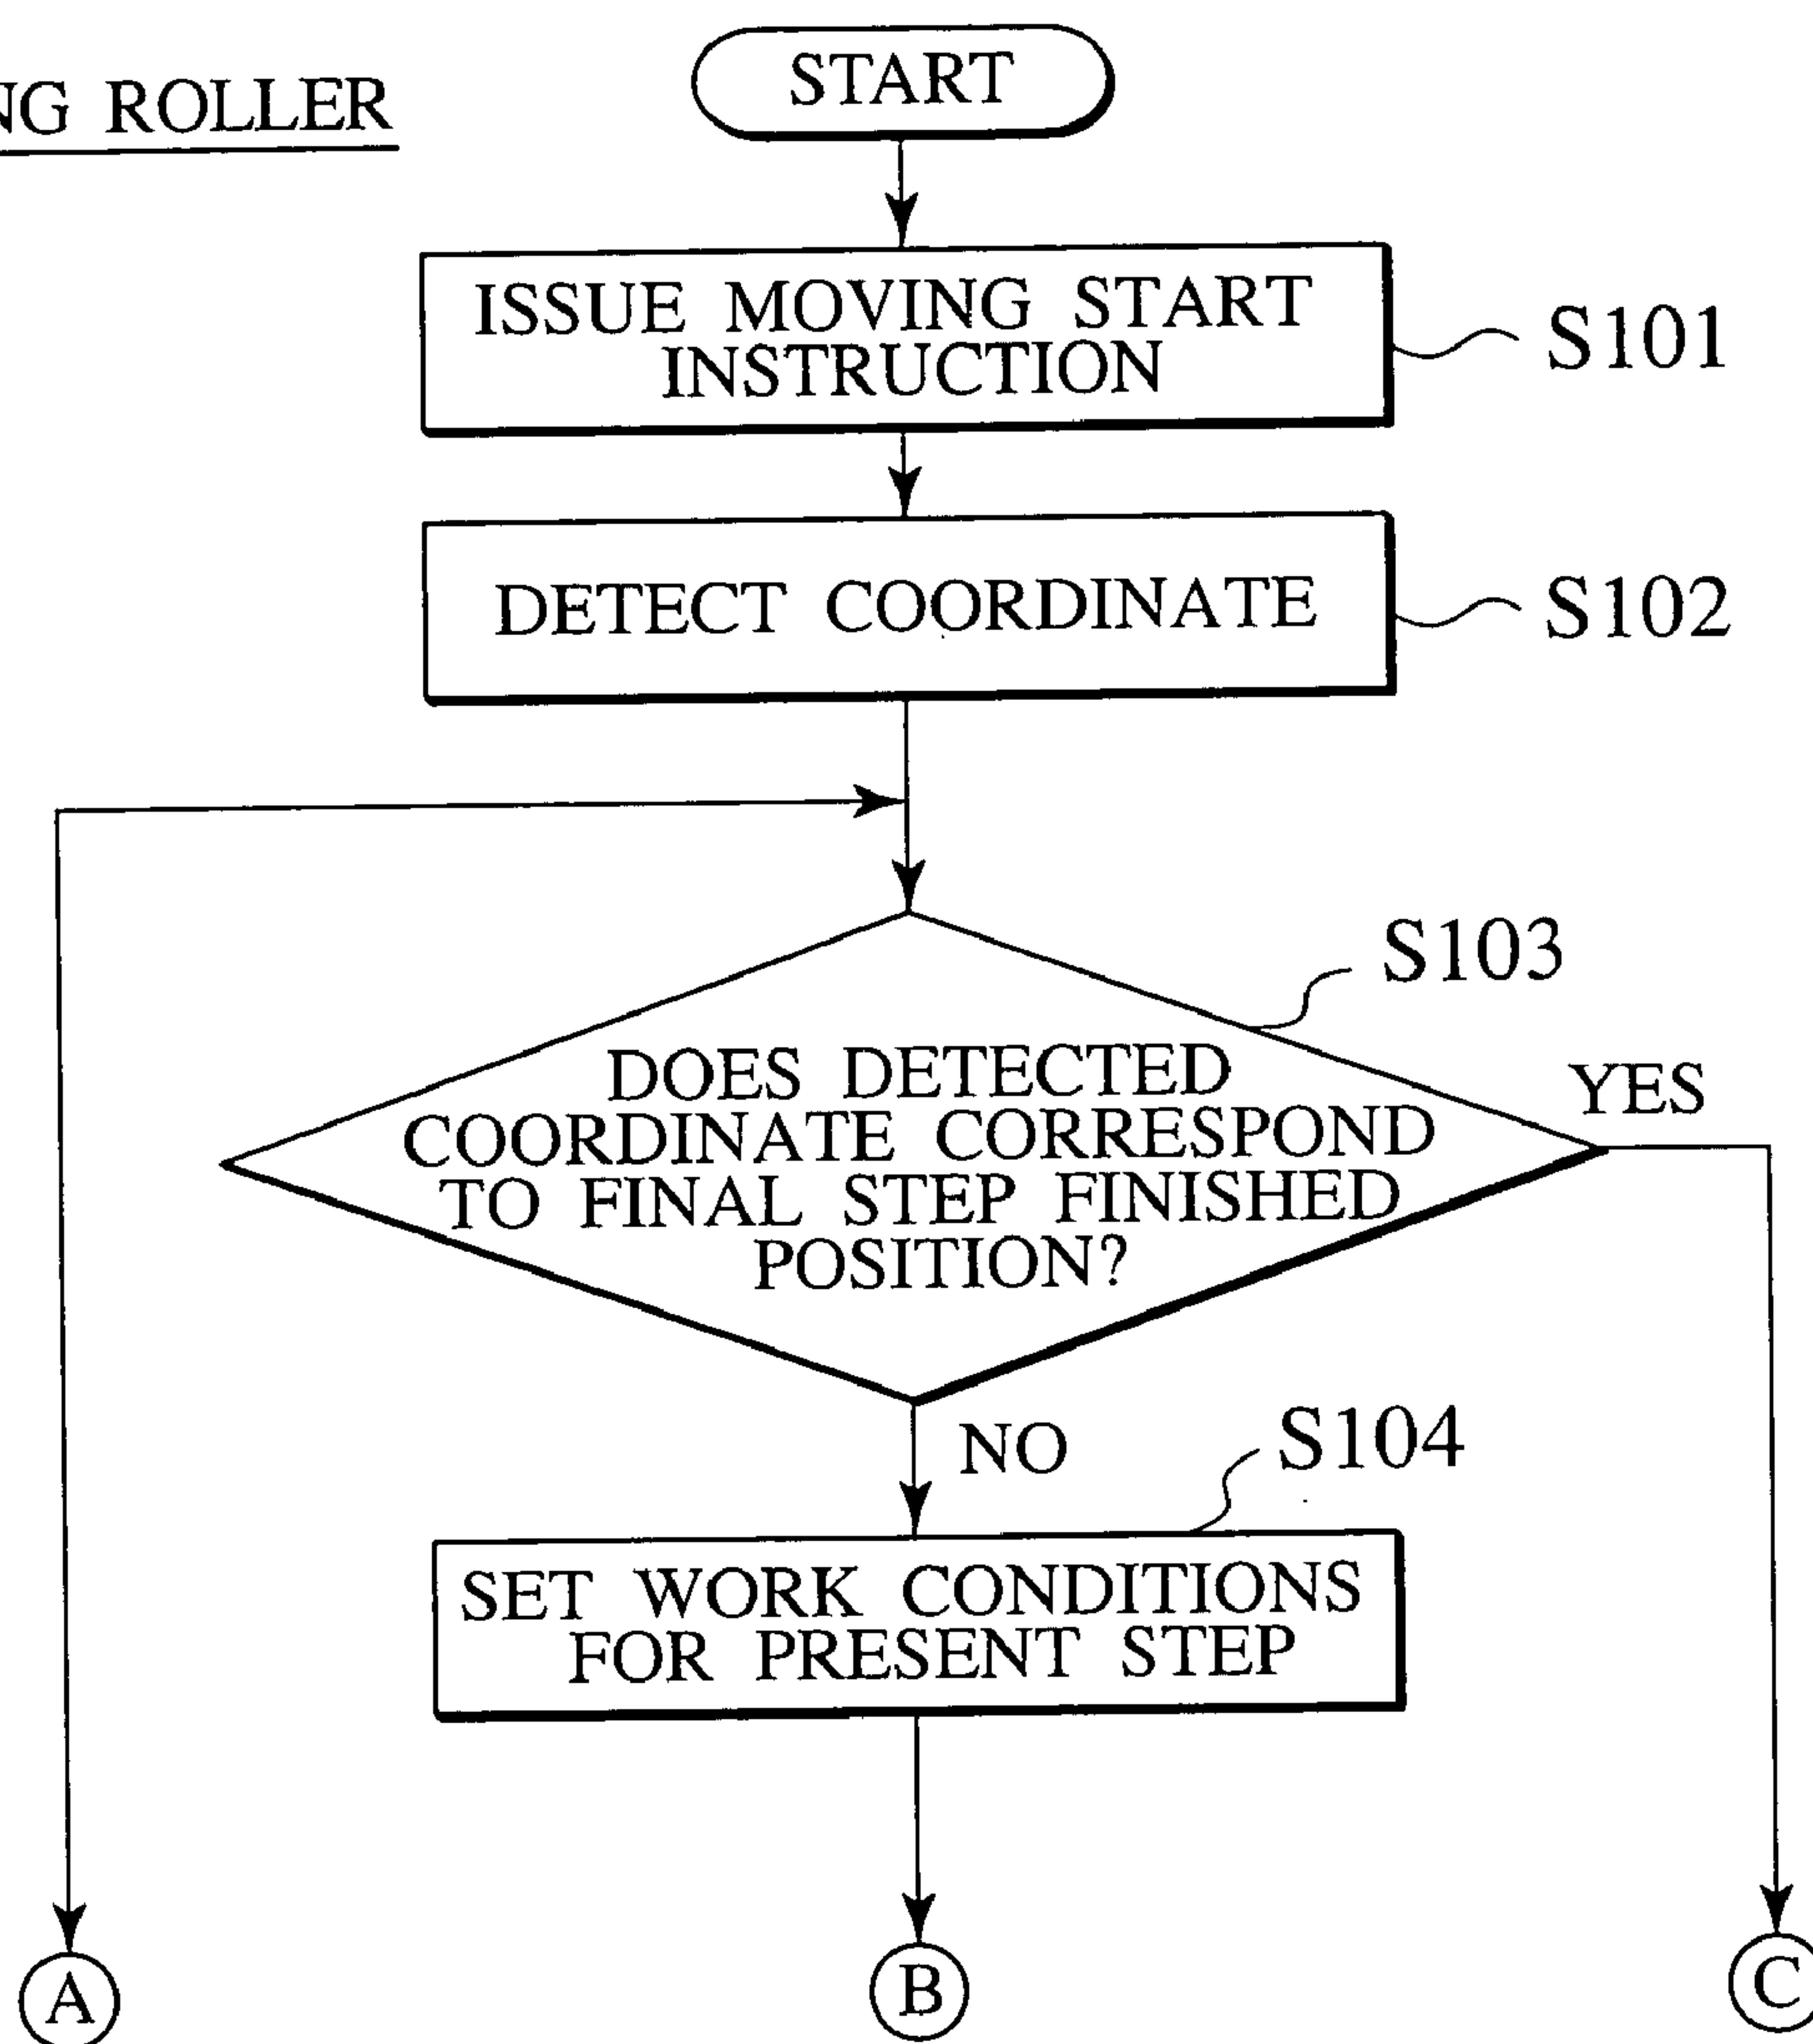 START
NG ROLLER
ISSUE MOVING START
INSTRUCTION
S101
DETECT COORDINATE
S102
S103
DOES DETECTED
COORDINATE CORRESPOND
TO FINAL STEP FINISHED
POSITION?
YES
NO
S104
SET WORK CONDITIONS
FOR PRESENT STEP
A
B
C